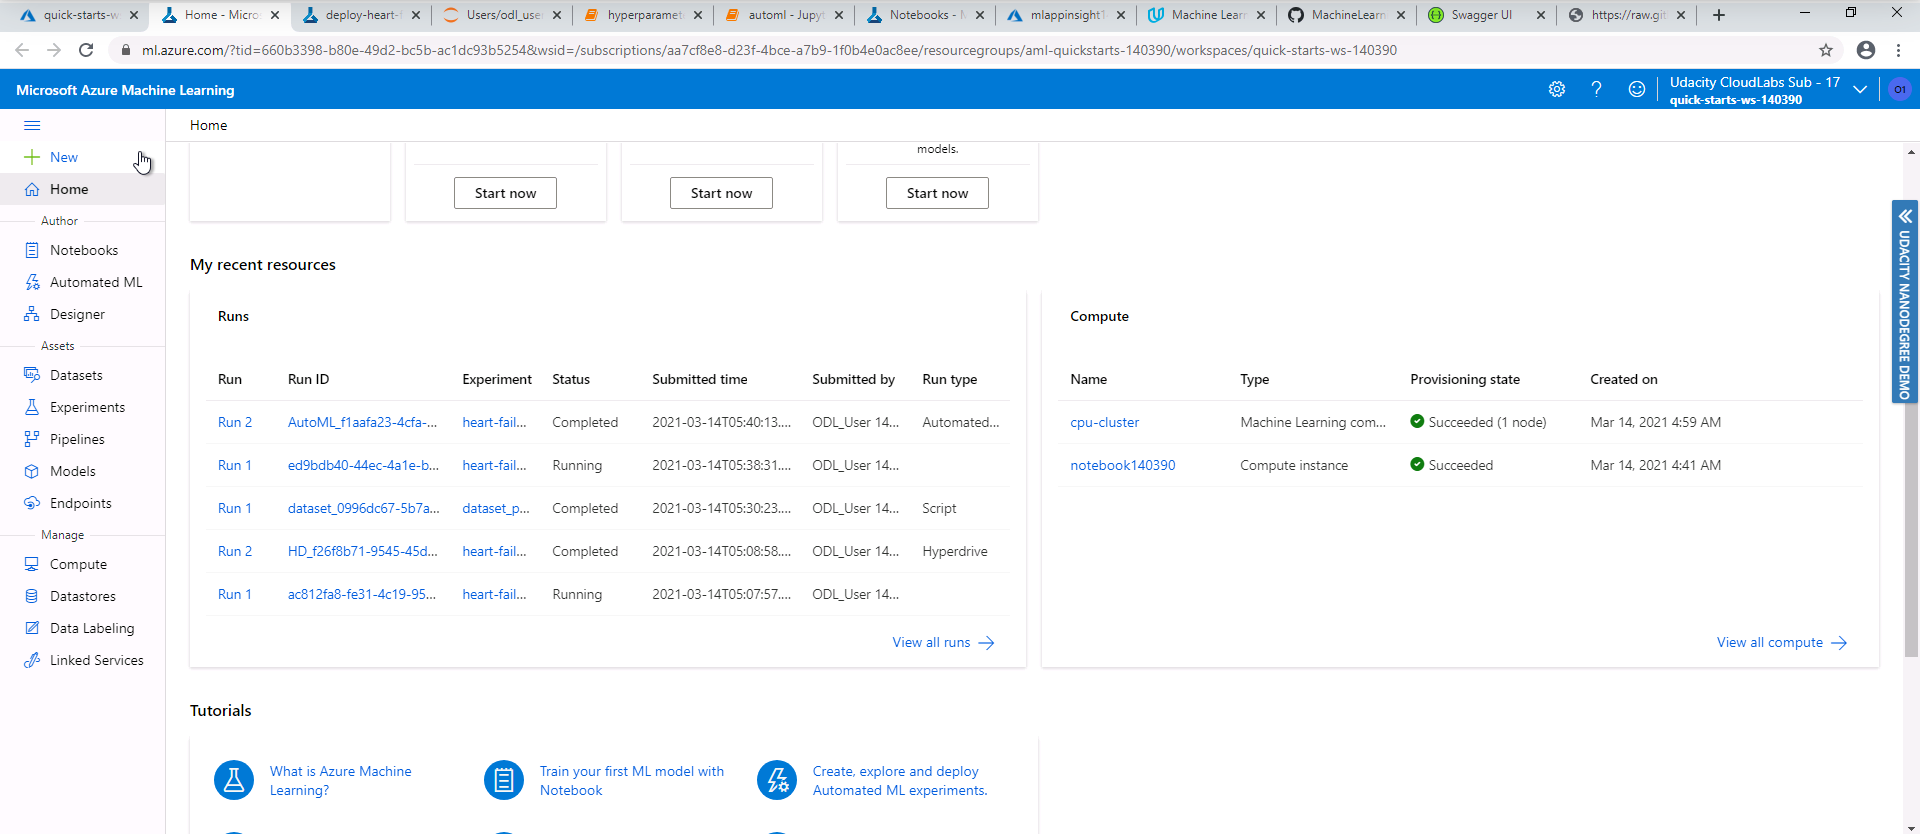 quick-starts-w
Home - Micros
deploy-heart-f
Users/odl_user
hyperparamet
automl - Jupyt
Notebooks - M
mlappinsight1
Machine Learn
MachineLearn
Swagger UI
https://raw.git
ml.azure.com/?tid=660b3398-b80e-49d2-bc5b-ac1dc93b5254&wsid=/subscriptions/aa7cf8e8-d23f-4bce-a7b9-1f0b4e0ac8ee/resourcegroups/aml-quickstarts-140390/workspaces/quick-starts-ws-140390
Microsoft Azure Machine Learning
Udacity CloudLabs Sub - 17
quick-starts-ws-140390
O1
New
Home
Author
Notebooks
Automated ML
Designer
Assets
Datasets
Experiments
Pipelines
Models
Endpoints
Manage
Compute
Datastores
Data Labeling
Linked Services
Home
models.
Start now Start now Start now
My recent resources
Runs
Run Run ID Experiment Status Submitted time Submitted by Run type
Run 2 AutoML_f1aafa23-4cfa-... heart-fail... Completed 2021-03-14T05:40:13.... ODL_User 14... Automated...
Run 1 ed9bdb40-44ec-4a1e-b... heart-fail... Running 2021-03-14T05:38:31.... ODL_User 14...
Run 1 dataset_0996dc67-5b7a... dataset_p... Completed 2021-03-14T05:30:23.... ODL_User 14... Script
Run 2 HD_f26f8b71-9545-45d... heart-fail... Completed 2021-03-14T05:08:58.... ODL_User 14... Hyperdrive
Run 1 ac812fa8-fe31-4c19-95... heart-fail... Running 2021-03-14T05:07:57.... ODL_User 14...
View all runs
Compute
Name Type Provisioning state Created on
cpu-cluster Machine Learning com... Succeeded (1 node) Mar 14, 2021 4:59 AM
notebook140390 Compute instance Succeeded Mar 14, 2021 4:41 AM
View all compute
UDACITY NANODEGREE DEMO
Tutorials
What is Azure Machine
Learning?
Train your first ML model with
Notebook
Create, explore and deploy
Automated ML experiments.